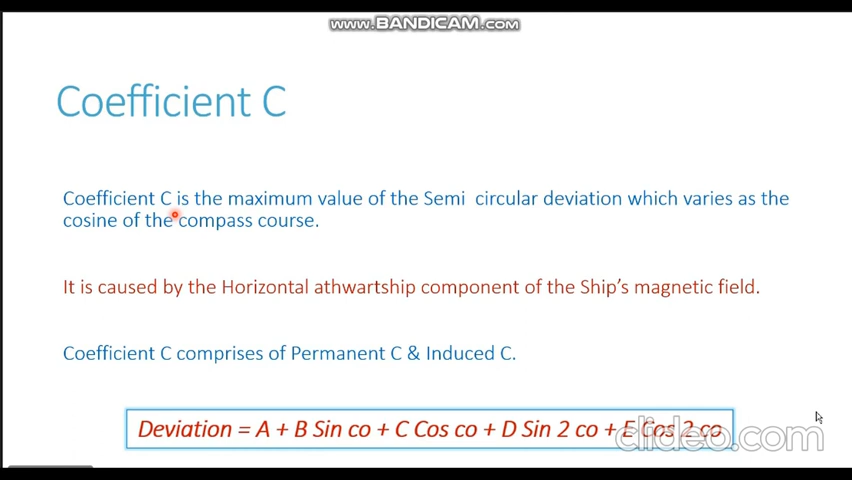 www.BANDICAM.com
Coefficient C
Coefficient C is the maximum value of the Semi circular deviation which varies as the
cosine of the compass course.
It is caused by the Horizontal athwartship component of the Ship's magnetic field.
Coefficient C comprises of Permanent C & Induced C.
Deviation = A + B Sin co + C Cos co + D Sin 2 co + E Cos 2 co
clideo.com